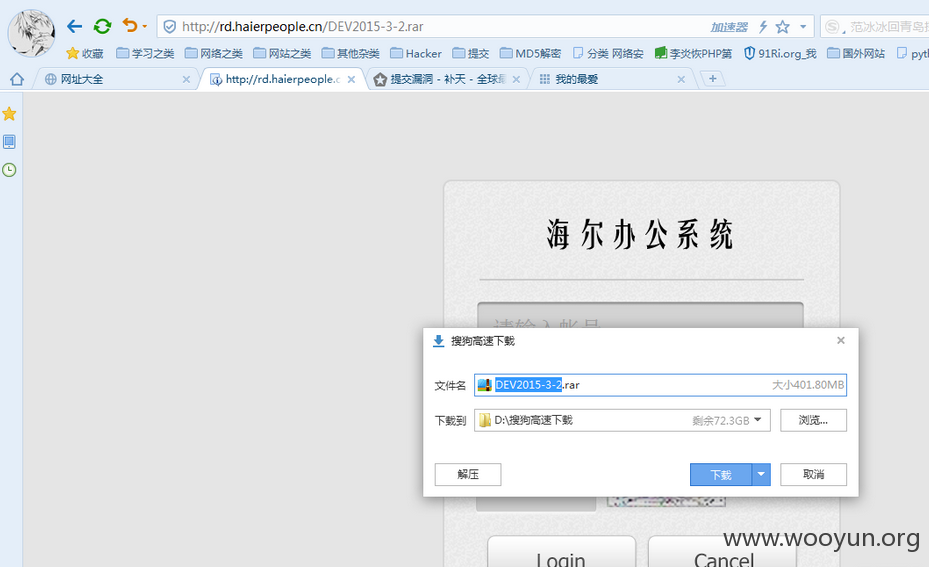 http://rd.haierpeople.cn/DEV2015-3-2.rar 加速器 范冰冰回青岛
收藏 学习之类 网络之类 网站之类 其他杂类 Hacker 提交 MD5解密 分类 网络安 李炎恢PHP第 91Ri.org_我 国外网站 pyt
网址大全 http://rd.haierpeople.c 提交漏洞 - 补天 - 全球最 我的最爱
海尔办公系统
请输入帐号
搜狗高速下载
文件名 DEV2015-3-2.rar 大小401.80MB
下载到 D:\搜狗高速下载 剩余72.3GB 浏览...
解压 下载 取消
www.wooyun.org
Login Cancel